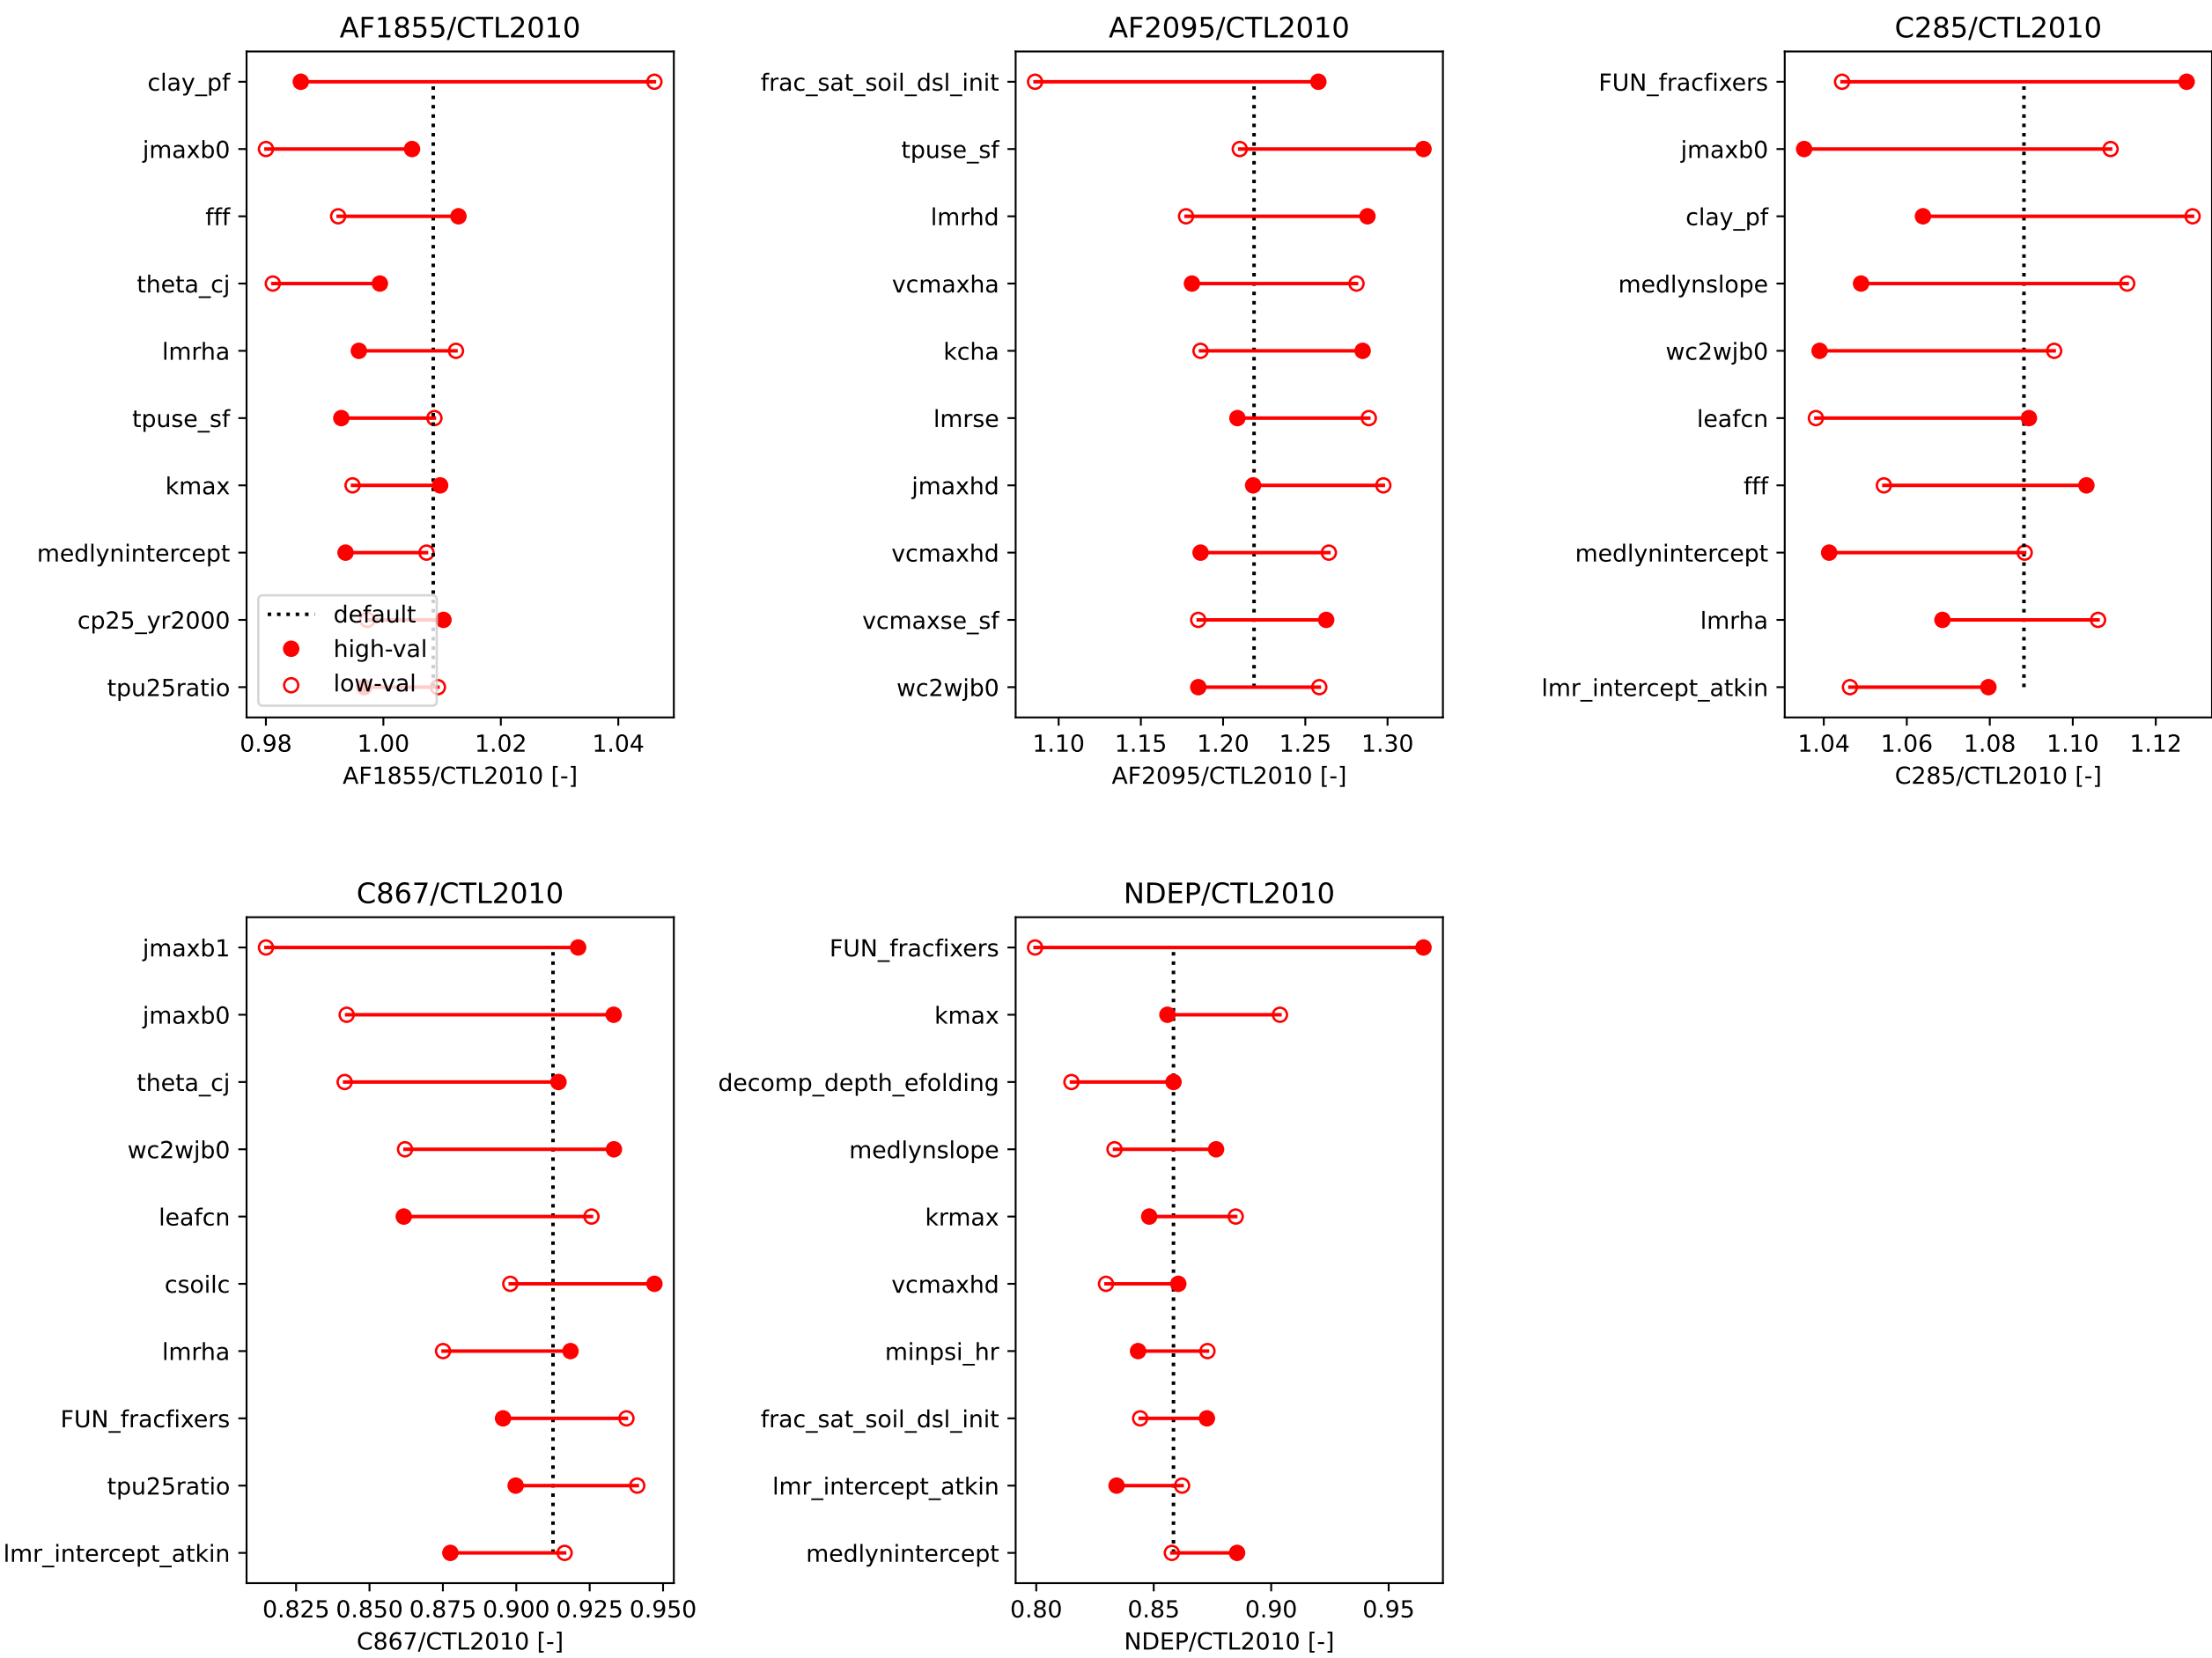 AF1855/CTL2010
clay_pf
jmaxb0
fff
theta_cj
lmrha
tpuse_sf
kmax
medlynintercept
cp25_yr2000
tpu25ratio
default
high-val
low-val
0.98 1.00 1.02 1.04
AF1855/CTL2010 [-]
AF2095/CTL2010
frac_sat_soil_dsl_init
tpuse_sf
lmrhd
vcmaxha
kcha
lmrse
jmaxhd
vcmaxhd
vcmaxse_sf
wc2wjb0
1.10 1.15 1.20 1.25 1.30
AF2095/CTL2010 [-]
C285/CTL2010
FUN_fracfixers
jmaxb0
clay_pf
medlynslope
wc2wjb0
leafcn
fff
medlynintercept
lmrha
lmr_intercept_atkin
1.04 1.06 1.08 1.10 1.12
C285/CTL2010 [-]
C867/CTL2010
jmaxb1
jmaxb0
theta_cj
wc2wjb0
leafcn
csoilc
lmrha
FUN_fracfixers
tpu25ratio
lmr_intercept_atkin
0.825 0.850 0.875 0.900 0.925 0.950
C867/CTL2010 [-]
NDEP/CTL2010
FUN_fracfixers
kmax
decomp_depth_efolding
medlynslope
krmax
vcmaxhd
minpsi_hr
frac_sat_soil_dsl_init
lmr_intercept_atkin
medlynintercept
0.80 0.85 0.90 0.95
NDEP/CTL2010 [-]